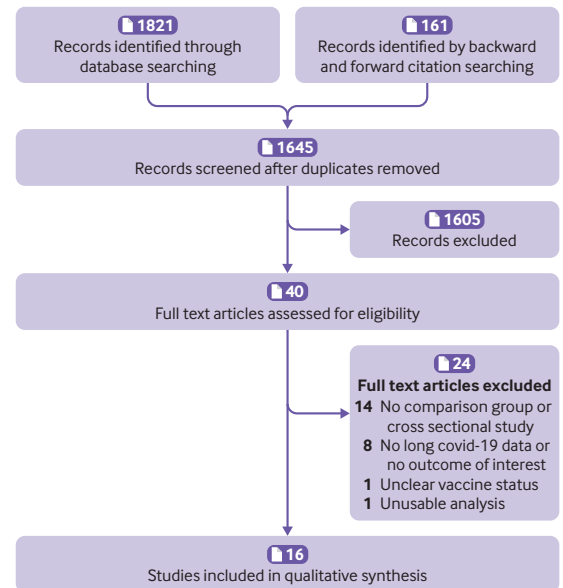 1821
Records identified through
database searching
161
Records identified by backward
and forward citation searching
1645
Records screened after duplicates removed
1605
Records excluded
40
Full text articles assessed for eligibility
24
Full text articles excluded
14 No comparison group or
cross sectional study
8 No long covid-19 data or
no outcome of interest
1 Unclear vaccine status
1 Unusable analysis
16
Studies included in qualitative synthesis